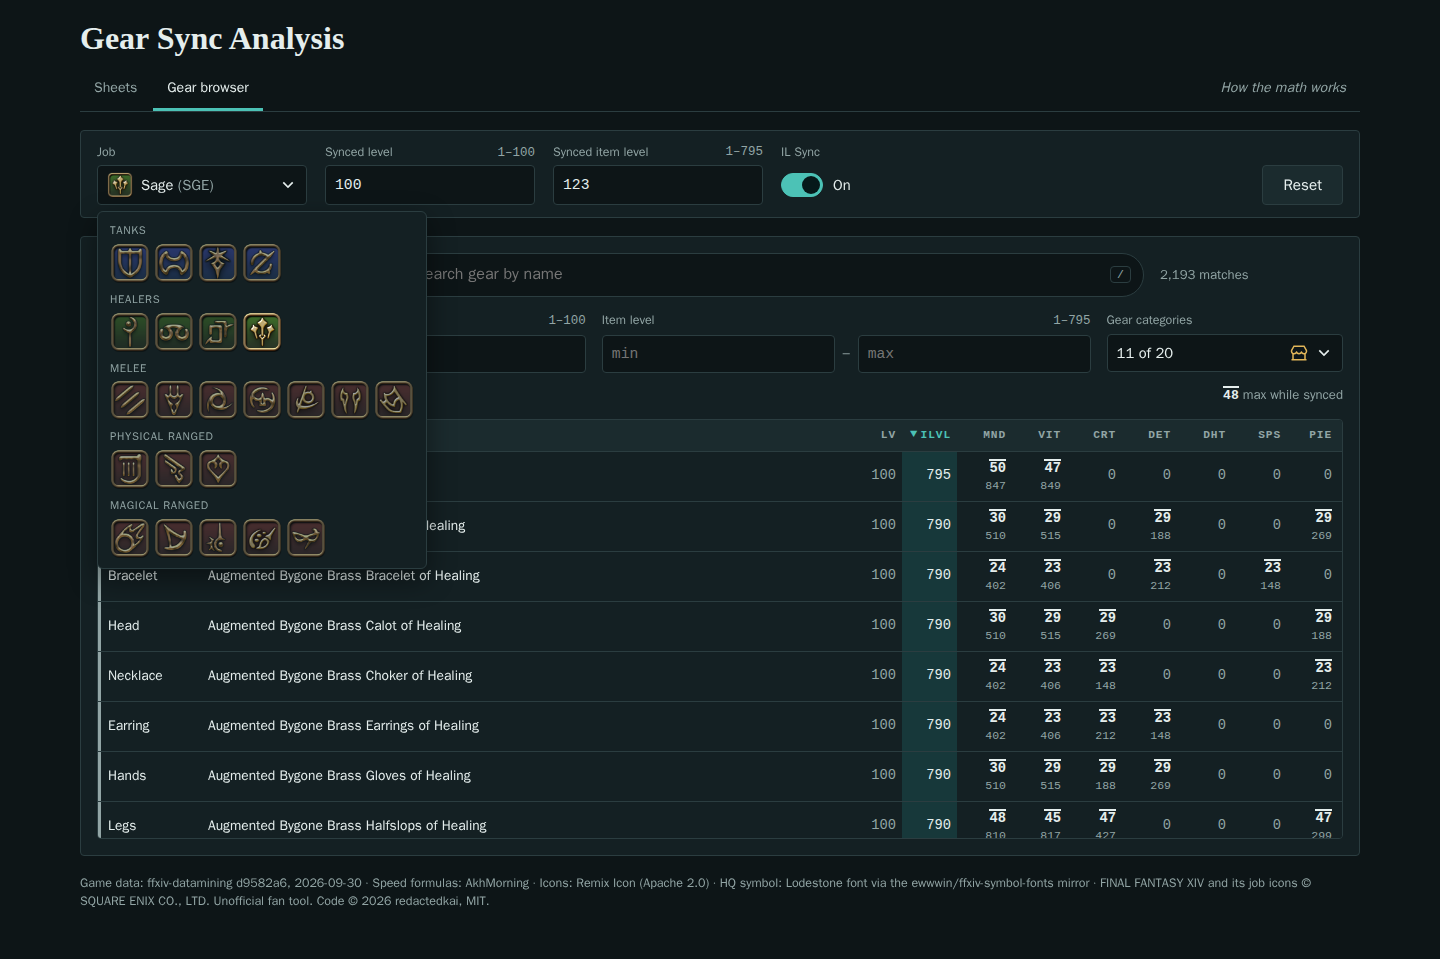 Gear Sync Analysis
Sheets Gear browser How the math works
Job Synced level 1–100 Synced item level 1–795 IL Sync
Sage (SGE) 100 123 On Reset
TANKS
earch gear by name / 2,193 matches
HEALERS
1–100 Item level 1–795 Gear categories
min – max 11 of 20
MELEE
48 max while synced
PHYSICAL RANGED
LV ▼ILVL MND VIT CRT DET DHT SPS PIE
100 795 50 47 0 0 0 0 0
847 849
MAGICAL RANGED
Healing 100 790 30 29 0 29 0 0 29
510 515 188 269
Bracelet Augmented Bygone Brass Bracelet of Healing 100 790 24 23 0 23 0 23 0
402 406 212 148
Head Augmented Bygone Brass Calot of Healing 100 790 30 29 29 0 0 0 29
510 515 269 188
Necklace Augmented Bygone Brass Choker of Healing 100 790 24 23 23 0 0 0 23
402 406 148 212
Earring Augmented Bygone Brass Earrings of Healing 100 790 24 23 23 23 0 0 0
402 406 212 148
Hands Augmented Bygone Brass Gloves of Healing 100 790 30 29 29 29 0 0 0
510 515 188 269
Legs Augmented Bygone Brass Halfslops of Healing 100 790 48 45 47 0 0 0 47
810 817 427 299
Game data: ffxiv-datamining d9582a6, 2026-09-30 · Speed formulas: AkhMorning · Icons: Remix Icon (Apache 2.0) · HQ symbol: Lodestone font via the ewwwin/ffxiv-symbol-fonts mirror · FINAL FANTASY XIV and its job icons ©
SQUARE ENIX CO., LTD. Unofficial fan tool. Code © 2026 redactedkai, MIT.